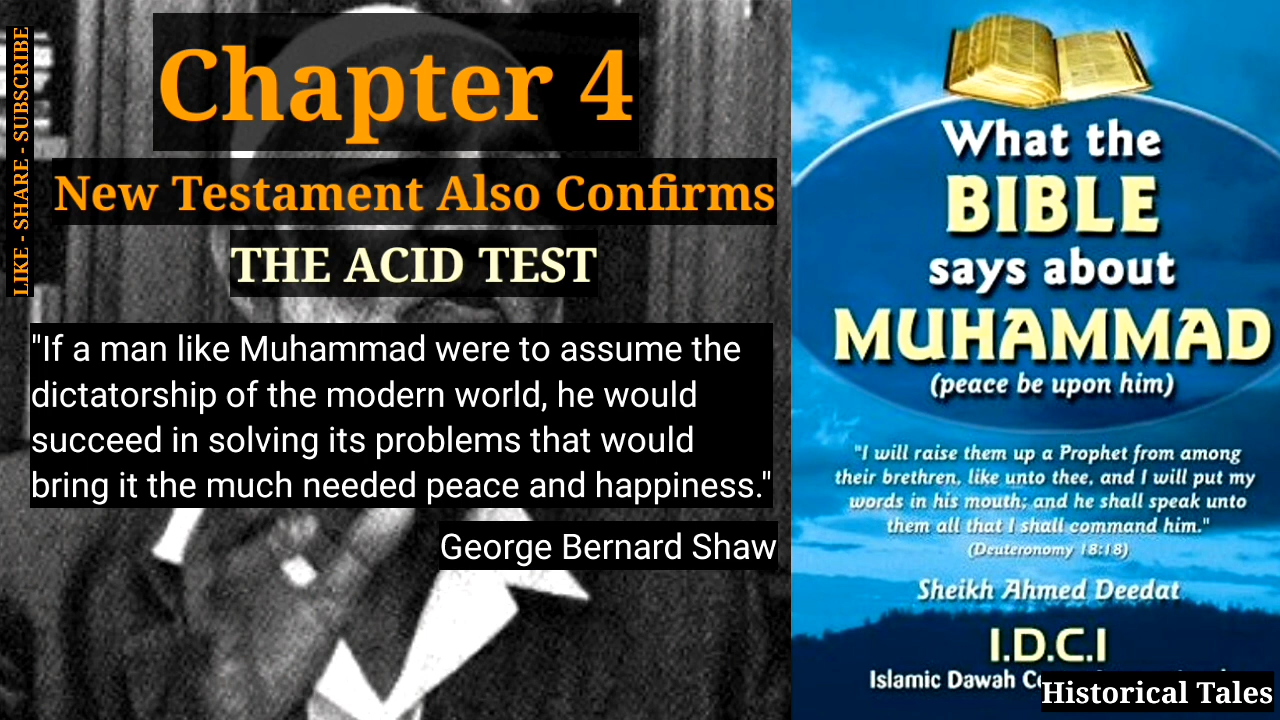 LIKE - SHARE - SUBSCRIBE
Chapter 4
New Testament Also Confirms
THE ACID TEST
"If a man like Muhammad were to assume the
dictatorship of the modern world, he would
succeed in solving its problems that would
bring it the much needed peace and happiness."
George Bernard Shaw
What the
BIBLE
says about
MUHAMMAD
(peace be upon him)
"I will raise them up a Prophet from among
their brethren, like unto thee, and I will put my
words in his mouth; and he shall speak unto
them all that I shall command him."
(Deuteronomy 18:18)
Sheikh Ahmed Deedat
I.D.C.I
Islamic Dawah
Historical Tales